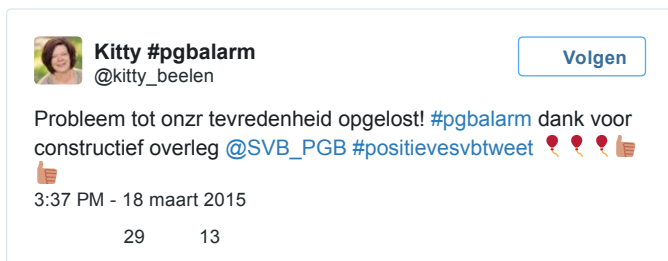 Kitty #pgbalarm
@kitty_beelen
Volgen
Probleem tot onzr tevredenheid opgelost! #pgbalarm dank voor
constructief overleg @SVB_PGB #positievesvbtweet 🎈🎈🎈👍🏽
👍🏽
3:37 PM - 18 maart 2015
29 13